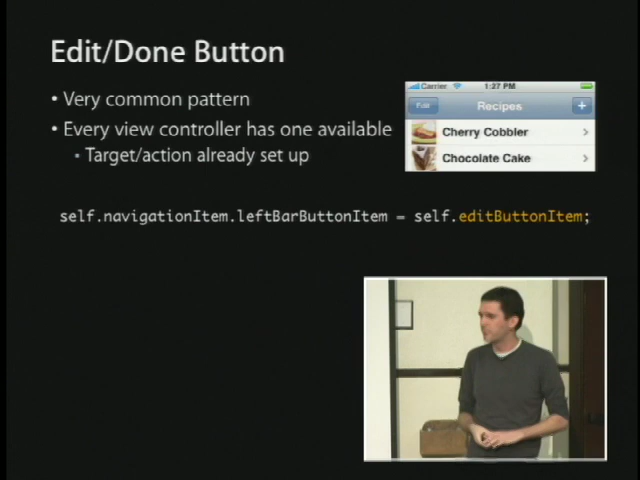 Edit/Done Button
• Very common pattern
• Every view controller has one available
▪ Target/action already set up
Carrier 1:27 PM
Edit Recipes +
Cherry Cobbler
Chocolate Cake
self.navigationItem.leftBarButtonItem = self.editButtonItem;